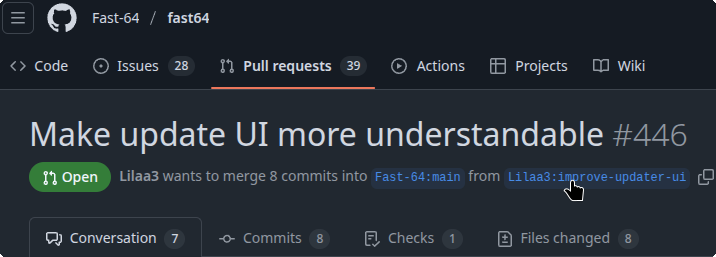 Fast-64 / fast64
Code Issues 28 Pull requests 39 Actions Projects Wiki
Make update UI more understandable #446
Open Lilaa3 wants to merge 8 commits into Fast-64:main from Lilaa3:improve-updater-ui
Conversation 7 Commits 8 Checks 1 Files changed 8